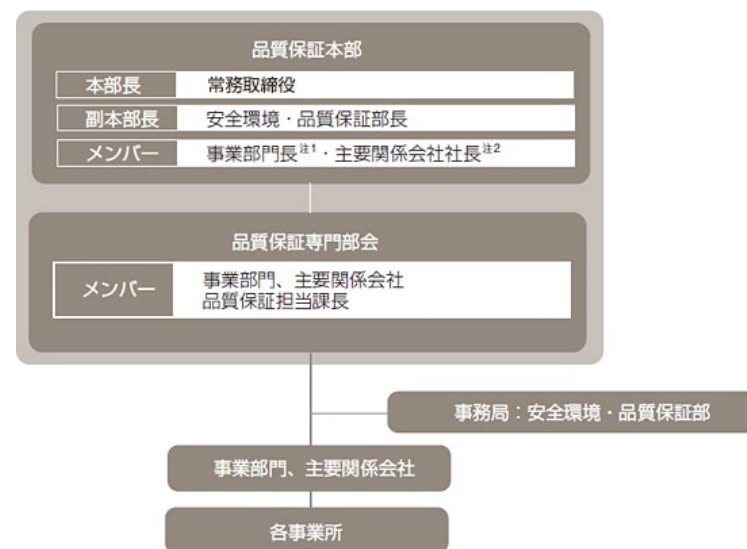 品質保証本部
本部長 常務取締役
副本部長 安全環境・品質保証部長
メンバー 事業部門長注1・主要関係会社社長注2
品質保証専門部会
メンバー 事業部門、主要関係会社
品質保証担当課長
事務局：安全環境・品質保証部
事業部門、主要関係会社
各事業所